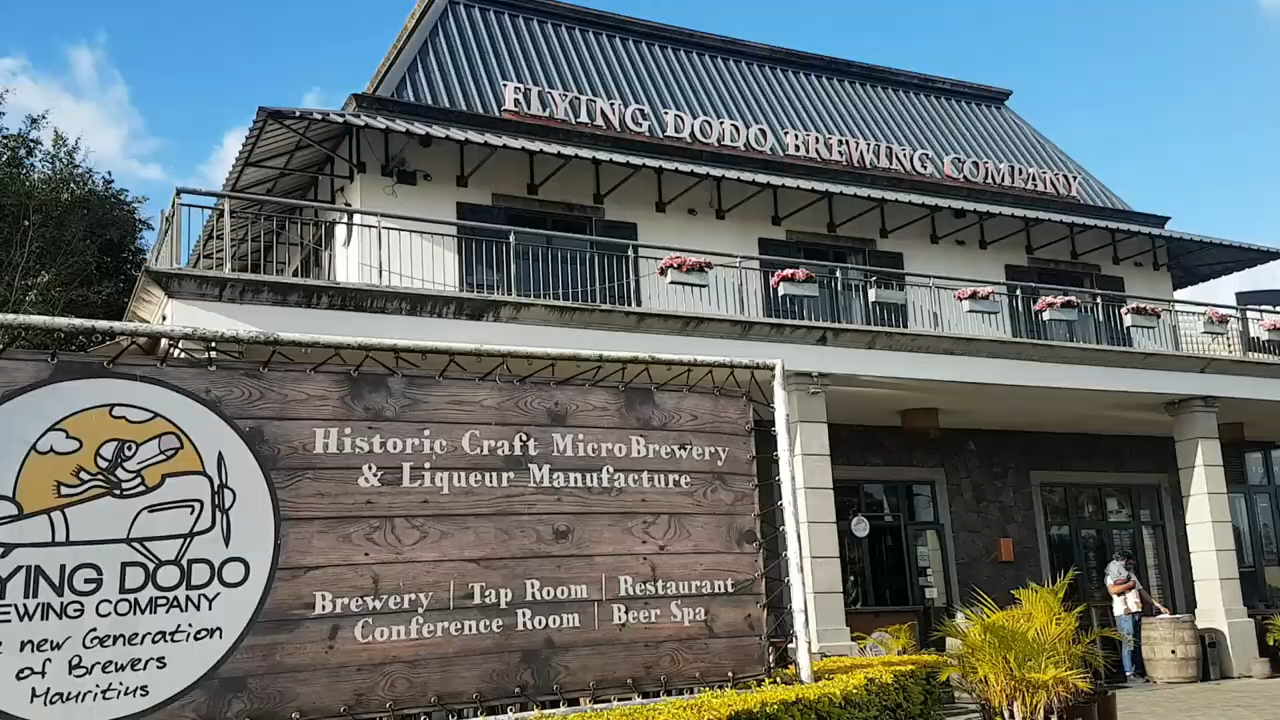 FLYING DODO BREWING COMPANY
Historic Craft MicroBrewery
& Liqueur Manufacture
Brewery | Tap Room | Restaurant
Conference Room | Beer Spa
YING DODO
EWING COMPANY
new Generation
of Brewers
Mauritius